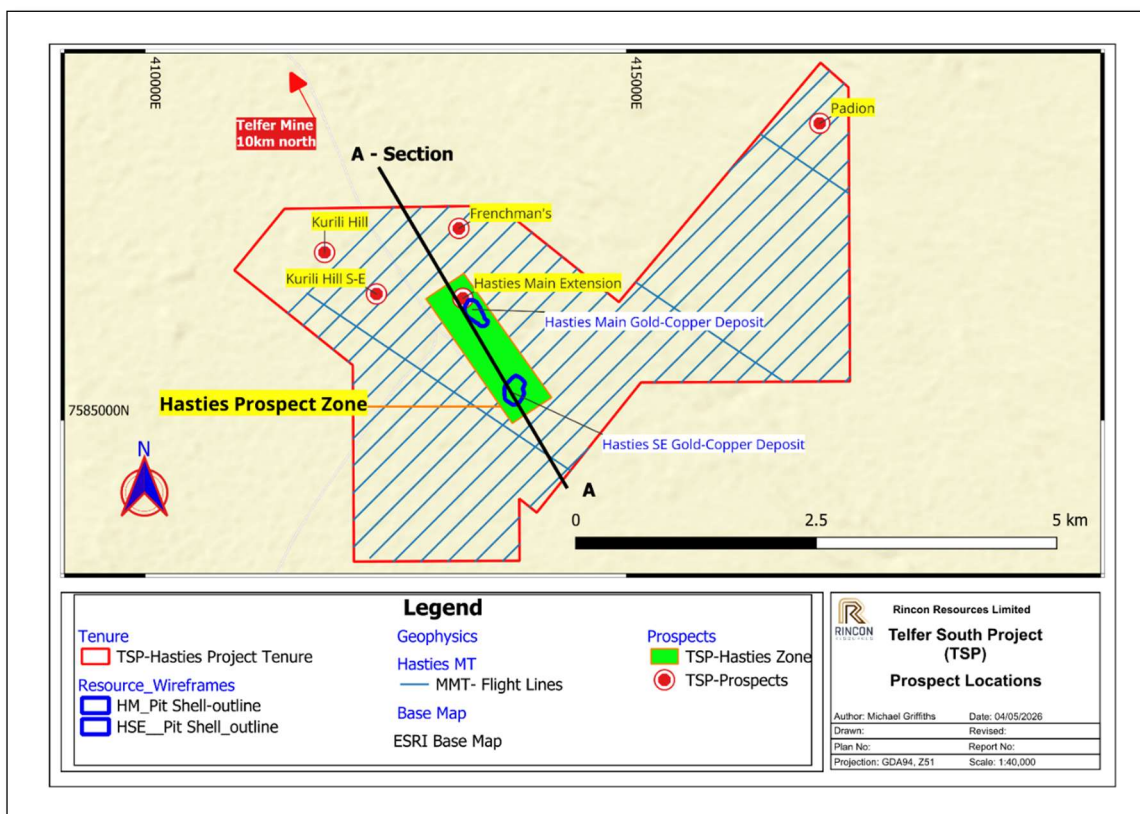 410000E
415000E
Padion
Telfer Mine
10km north
A - Section
Kurili Hill
Frenchman's
Kurili Hill S-E
Hasties Main Extension
Hasties Main Gold-Copper Deposit
Hasties Prospect Zone
7585000N
Hasties SE Gold-Copper Deposit
N
A
0
2.5
5 km
Legend
Tenure
TSP-Hasties Project Tenure
Resource_Wireframes
HM_Pit Shell-outline
HSE__Pit Shell_outline
Geophysics
Hasties MT
MMT- Flight Lines
Base Map
ESRI Base Map
Prospects
TSP-Hasties Zone
TSP-Prospects
RINCON
Rincon Resources Limited
Telfer South Project
(TSP)
Prospect Locations
Author: Michael Griffiths
Date: 04/05/2026
Drawn:
Revised:
Plan No:
Report No:
Projection: GDA94, Z51
Scale: 1:40,000